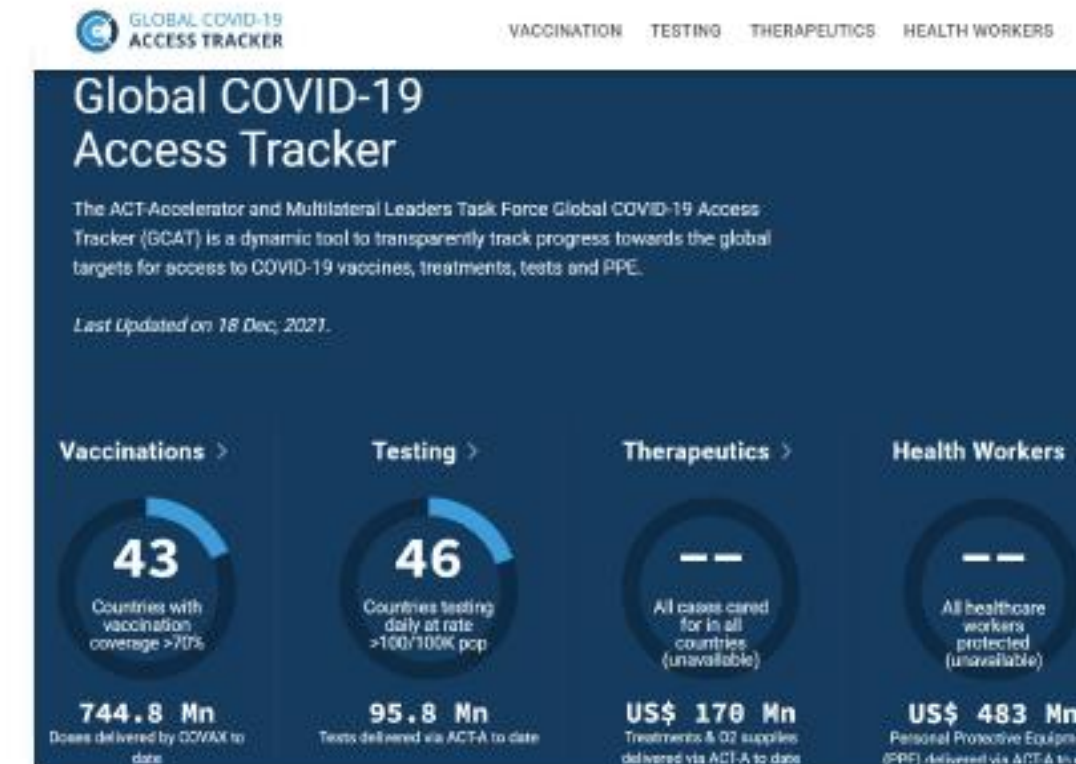 GLOBAL COVID-19
ACCESS TRACKER
VACCINATION TESTING THERAPEUTICS HEALTH WORKERS
Global COVID-19
Access Tracker
The ACT-Accelerator and Multilateral Leaders Task Force Global COVID-19 Access
Tracker (GCAT) is a dynamic tool to transparently track progress towards the global
targets for access to COVID-19 vaccines, treatments, tests and PPE.
Last Updated on 18 Dec, 2021.
Vaccinations >
43
Countries with
vaccination
coverage >70%
744.8 Mn
Doses delivered by COVAX to
date
Testing >
46
Countries testing
daily at rate
>100/100K pop
95.8 Mn
Tests delivered via ACT-A to date
Therapeutics >
--
All cases cared
for in all
countries
(unavailable)
US$ 170 Mn
Treatments & O2 supplies
delivered via ACT-A to date
Health Workers
--
All healthcare
workers
protected
(unavailable)
US$ 483 Mn
Personal Protective Equipm
(PPE) delivered via ACT-A to